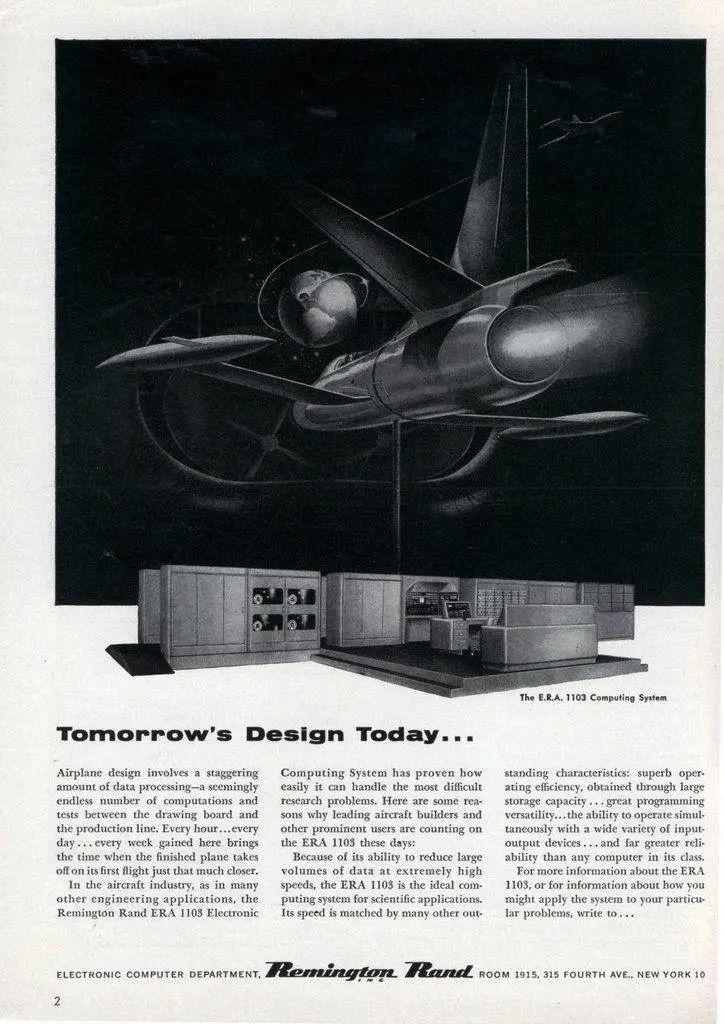 The E.R.A. 1103 Computing System
Tomorrow's Design Today...
Airplane design involves a staggering
amount of data processing—a seemingly
endless number of computations and
tests between the drawing board and
the production line. Every hour...every
day...every week gained here brings
the time when the finished plane takes
off on its first flight just that much closer.
In the aircraft industry, as in many
other engineering applications, the
Remington Rand ERA 1103 Electronic
Computing System has proven how
easily it can handle the most difficult
research problems. Here are some rea-
sons why leading aircraft builders and
other prominent users are counting on
the ERA 1103 these days:
Because of its ability to reduce large
volumes of data at extremely high
speeds, the ERA 1103 is the ideal com-
puting system for scientific applications.
Its speed is matched by many other out-
standing characteristics: superb oper-
ating efficiency, obtained through large
storage capacity...great programming
versatility...the ability to operate simul-
taneously with a wide variety of input-
output devices...and far greater reli-
ability than any computer in its class.
For more information about the ERA
1103, or for information about how you
might apply the system to your particu-
lar problems, write to...
ELECTRONIC COMPUTER DEPARTMENT, Remington Rand INC ROOM 1915, 315 FOURTH AVE., NEW YORK 10
2